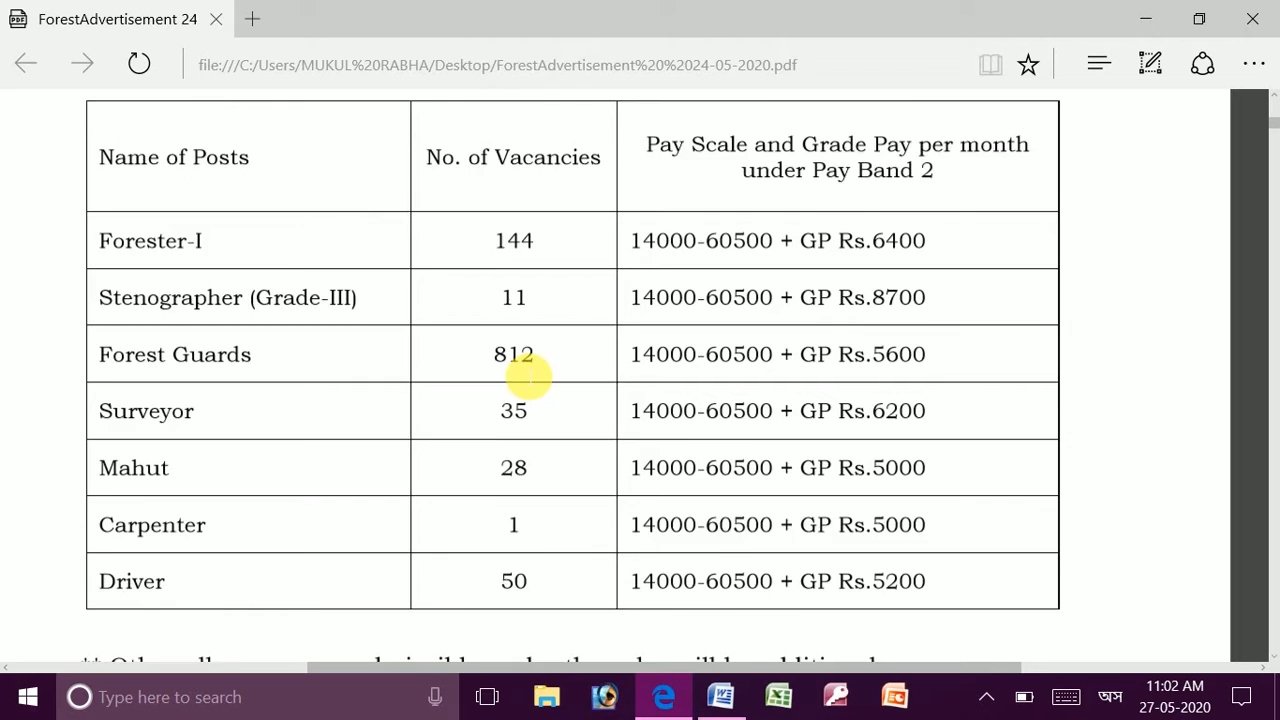 ForestAdvertisement 24
file:///C:/Users/MUKUL%20RABHA/Desktop/ForestAdvertisement%20%2024-05-2020.pdf
Name of Posts No. of Vacancies Pay Scale and Grade Pay per month
under Pay Band 2
Forester-I 144 14000-60500 + GP Rs.6400
Stenographer (Grade-III) 11 14000-60500 + GP Rs.8700
Forest Guards 812 14000-60500 + GP Rs.5600
Surveyor 35 14000-60500 + GP Rs.6200
Mahut 28 14000-60500 + GP Rs.5000
Carpenter 1 14000-60500 + GP Rs.5000
Driver 50 14000-60500 + GP Rs.5200
Type here to search
অস
11:02 AM
27-05-2020